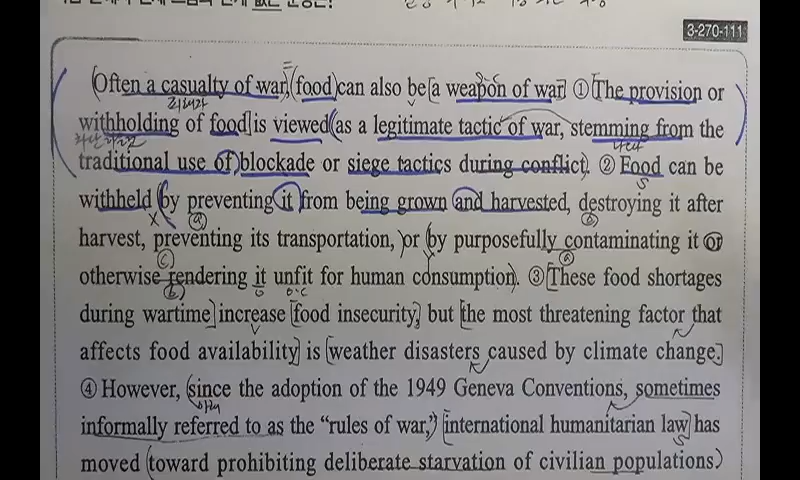 3-270-111
Often a casualty of war, food can also be a weapon of war. ① The provision or
withholding of food is viewed as a legitimate tactic of war, stemming from the
traditional use of blockade or siege tactics during conflict. ② Food can be
withheld by preventing it from being grown and harvested, destroying it after
harvest, preventing its transportation, or by purposefully contaminating it or
otherwise rendering it unfit for human consumption. ③ These food shortages
during wartime increase food insecurity, but the most threatening factor that
affects food availability is weather disasters caused by climate change.
④ However, since the adoption of the 1949 Geneva Conventions, sometimes
informally referred to as the “rules of war,” international humanitarian law has
moved toward prohibiting deliberate starvation of civilian populations